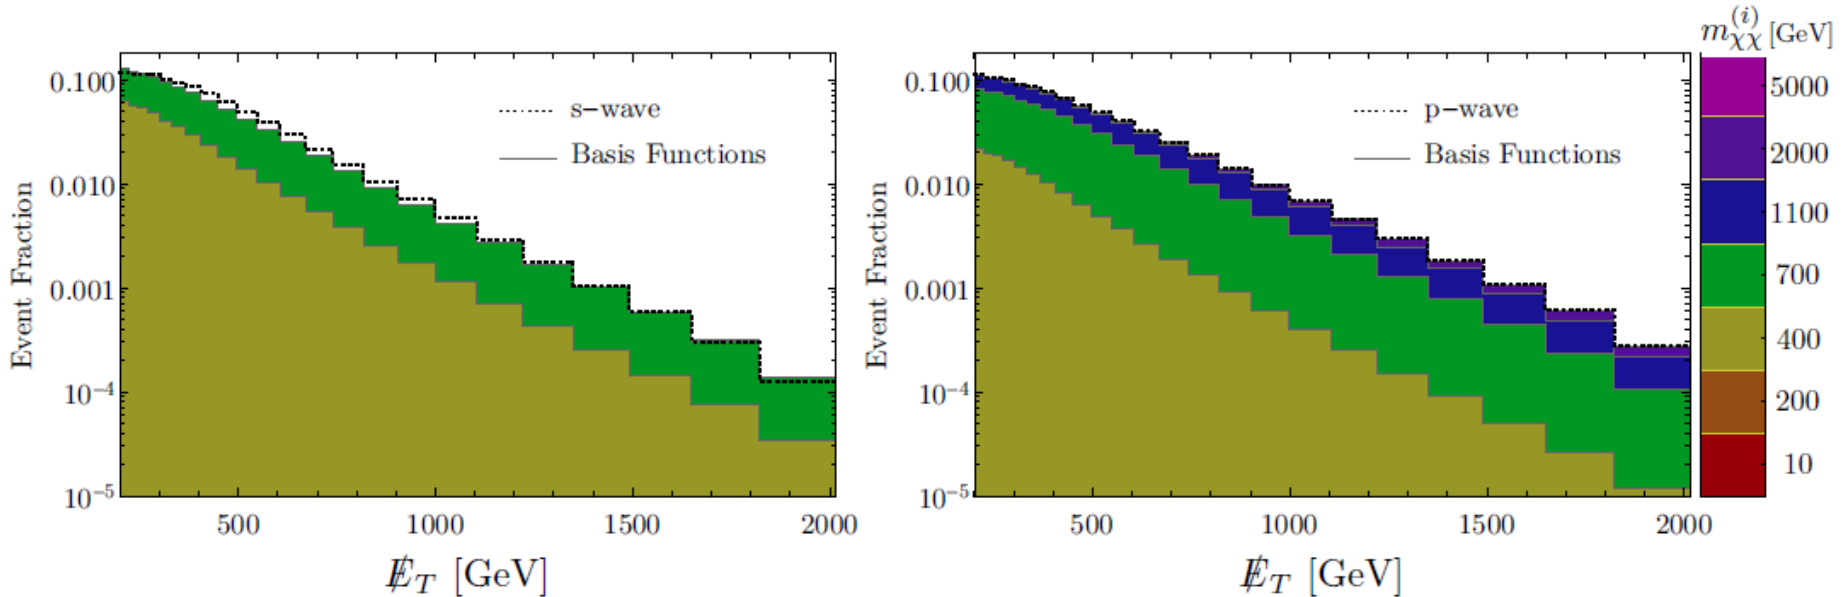 Event Fraction
0.100
0.010
0.001
10⁻⁴
10⁻⁵
s−wave
Basis Functions
500
1000
1500
2000
E̸_T [GeV]
Event Fraction
0.100
0.010
0.001
10⁻⁴
10⁻⁵
p−wave
Basis Functions
500
1000
1500
2000
E̸_T [GeV]
m_χχ^(i) [GeV]
5000
2000
1100
700
400
200
10